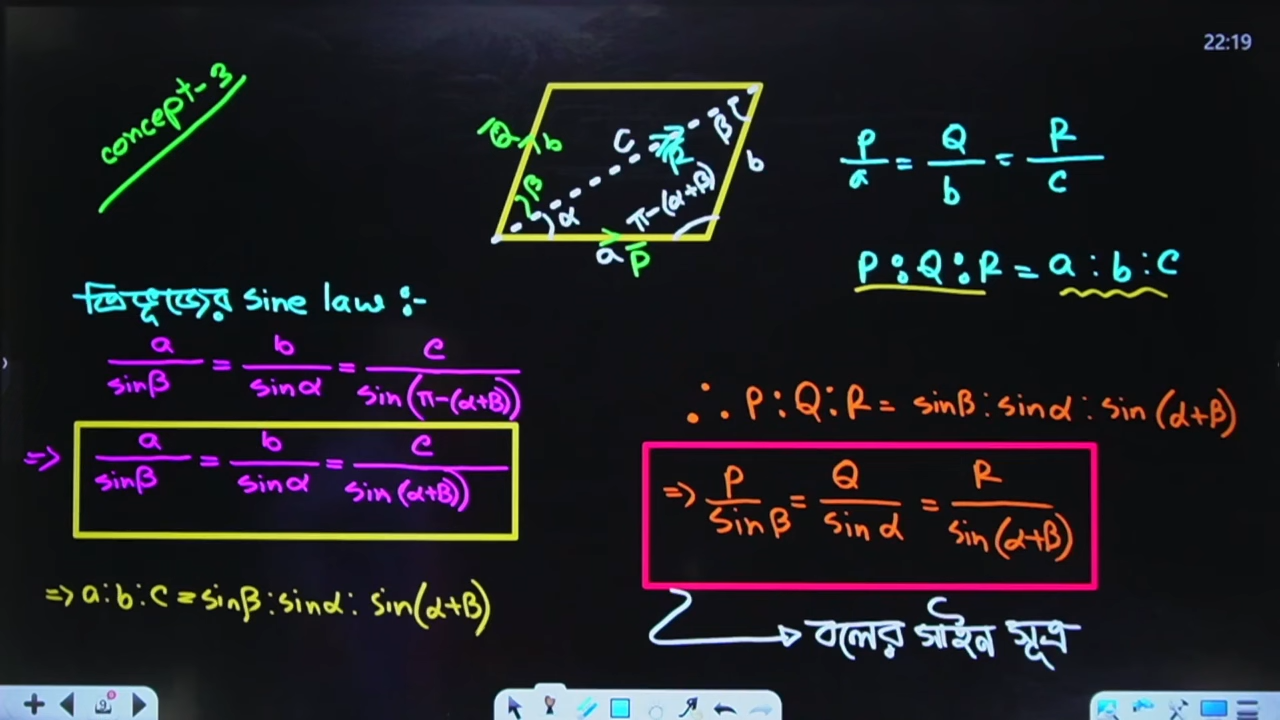 22:19
concept-3
Q b
C
R
β
b
β
α
π-(α+β)
a P
P/a = Q/b = R/c
P : Q : R = a : b : c
ত্রিভূজের sine law :-
a/sinβ = b/sinα = c/sin(π-(α+β))
=> a/sinβ = b/sinα = c/sin(α+β))
=> a : b : c = sinβ : sinα : sin(α+β)
∴ P : Q : R = sinβ : sinα : sin(α+β)
=> P/sinβ = Q/sinα = R/sin(α+β)
বলের সাইন সূত্র